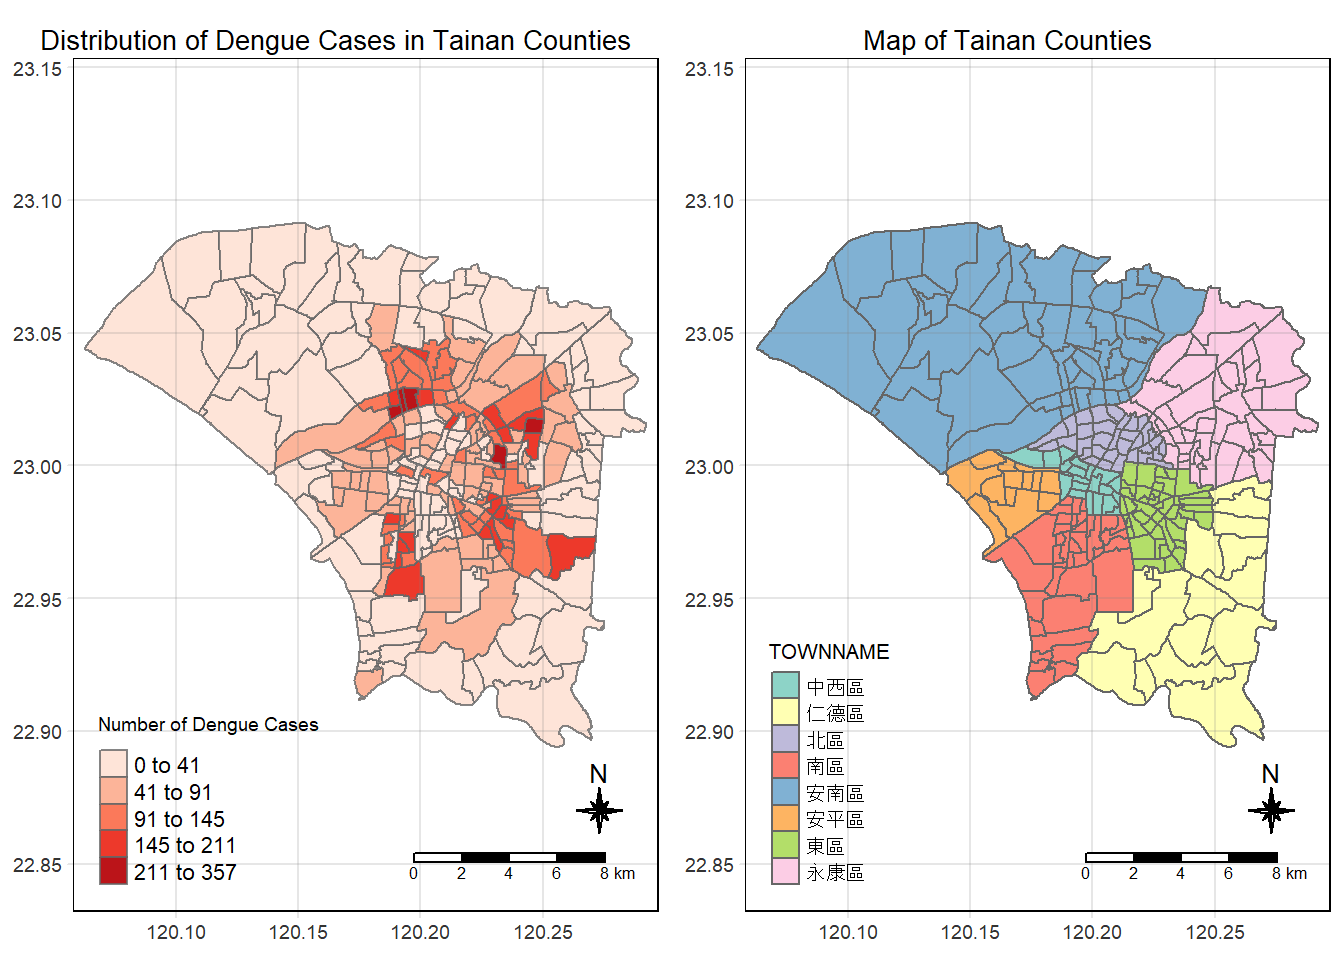 Distribution of Dengue Cases in Tainan Counties
23.15
23.10
23.05
23.00
22.95
22.90
22.85
120.10
120.15
120.20
120.25
Number of Dengue Cases
0 to 41
41 to 91
91 to 145
145 to 211
211 to 357
N
0 2 4 6 8 km
Map of Tainan Counties
23.15
23.10
23.05
23.00
22.95
22.90
22.85
120.10
120.15
120.20
120.25
TOWNNAME
中西區
仁德區
北區
南區
安南區
安平區
東區
永康區
N
0 2 4 6 8 km